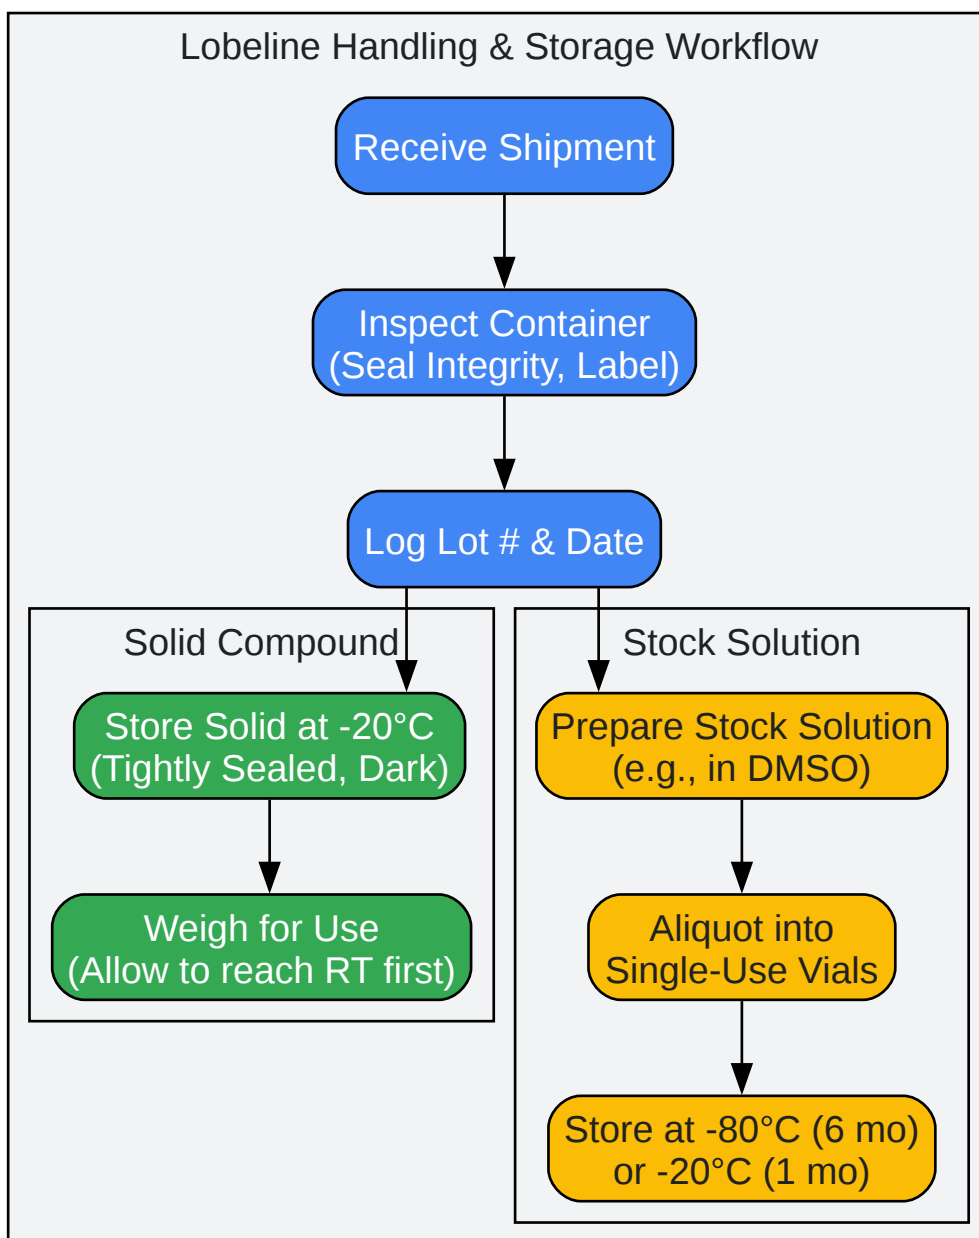 Lobeline Handling & Storage Workflow
Receive Shipment
Inspect Container
(Seal Integrity, Label)
Log Lot # & Date
Solid Compound
Store Solid at -20°C
(Tightly Sealed, Dark)
Weigh for Use
(Allow to reach RT first)
Stock Solution
Prepare Stock Solution
(e.g., in DMSO)
Aliquot into
Single-Use Vials
Store at -80°C (6 mo)
or -20°C (1 mo)